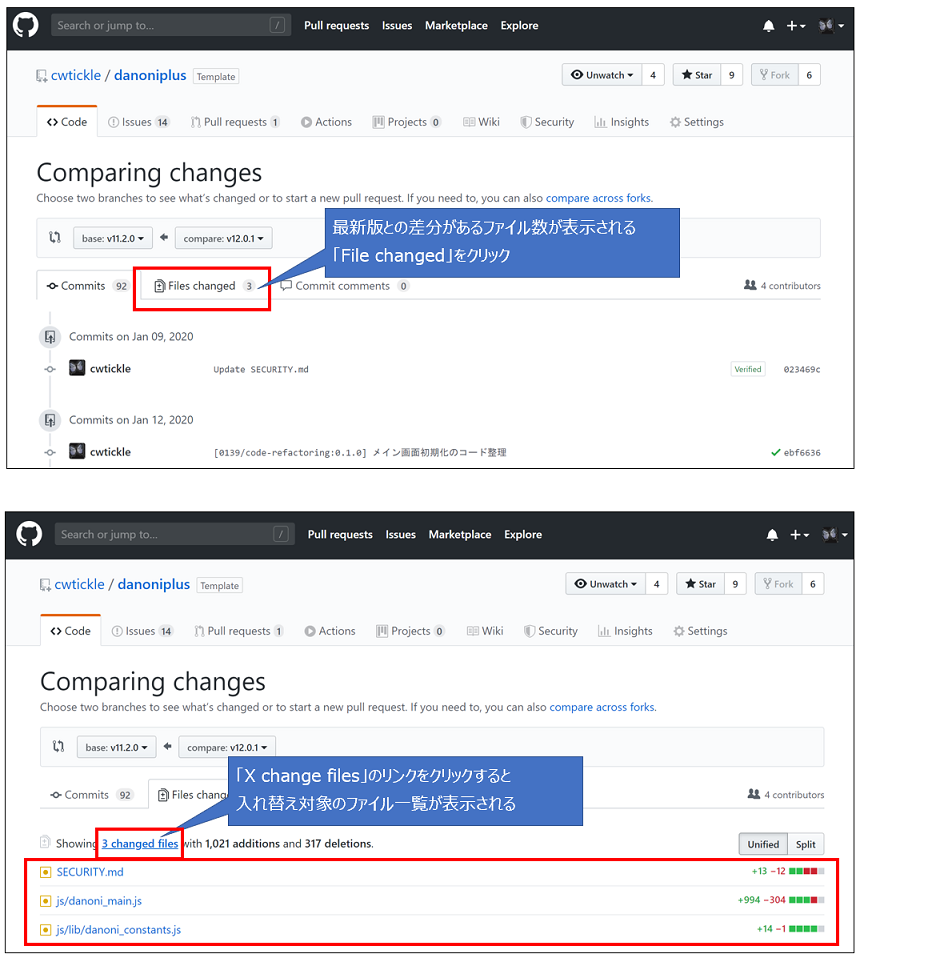 Search or jump to... / Pull requests Issues Marketplace Explore
cwtickle / danoniplus Template Unwatch 4 Star 9 Fork 6
Code Issues 14 Pull requests 1 Actions Projects 0 Wiki Security Insights Settings
Comparing changes
Choose two branches to see what's changed or to start a new pull request. If you need to, you can also compare across forks.
最新版との差分があるファイル数が表示される
「File changed」をクリック
base: v11.2.0 compare: v12.0.1
Commits 92 Files changed 3 Commit comments 0 4 contributors
Commits on Jan 09, 2020
cwtickle Update SECURITY.md Verified 023469c
Commits on Jan 12, 2020
cwtickle [0139/code-refactoring:0.1.0] メイン画面初期化のコード整理 ebf6636
Search or jump to... / Pull requests Issues Marketplace Explore
cwtickle / danoniplus Template Unwatch 4 Star 9 Fork 6
Code Issues 14 Pull requests 1 Actions Projects 0 Wiki Security Insights Settings
Comparing changes
Choose two branches to see what's changed or to start a new pull request. If you need to, you can also compare across forks.
base: v11.2.0 compare: v12.0.1
「X change files」のリンクをクリックすると
入れ替え対象のファイル一覧が表示される
Commits 92 Files chang 4 contributors
Showing 3 changed files with 1,021 additions and 317 deletions. Unified Split
SECURITY.md +13 −12
js/danoni_main.js +994 −304
js/lib/danoni_constants.js +14 −1